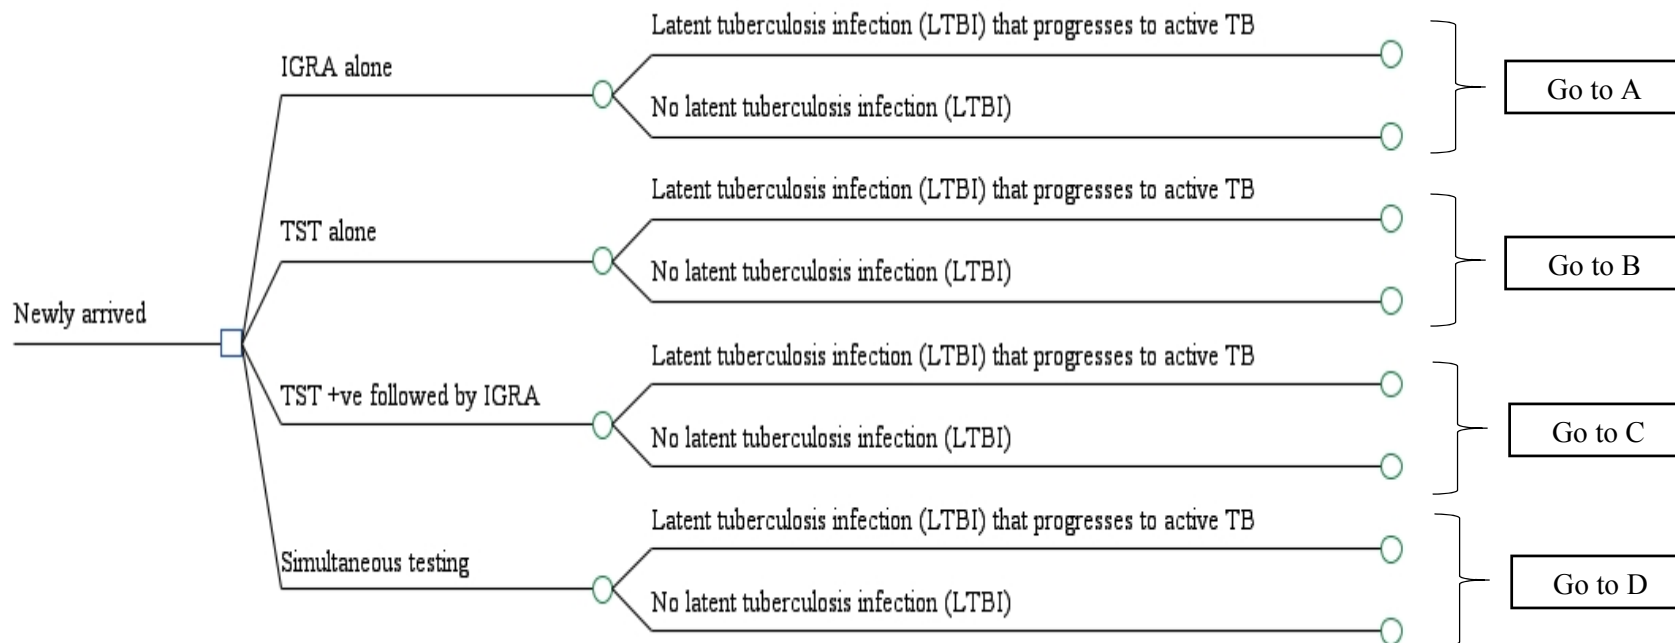 Latent tuberculosis infection (LTBI) that progresses to active TB
IGRA alone
No latent tuberculosis infection (LTBI)
Go to A
Latent tuberculosis infection (LTBI) that progresses to active TB
TST alone
No latent tuberculosis infection (LTBI)
Go to B
Newly arrived
Latent tuberculosis infection (LTBI) that progresses to active TB
TST +ve followed by IGRA
No latent tuberculosis infection (LTBI)
Go to C
Latent tuberculosis infection (LTBI) that progresses to active TB
Simultaneous testing
No latent tuberculosis infection (LTBI)
Go to D